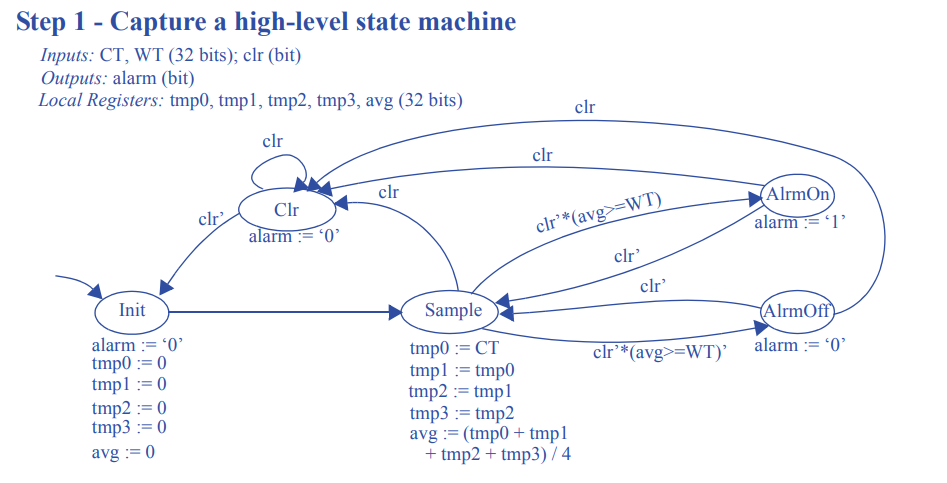 Step 1 - Capture a high-level state machine
Inputs: CT, WT (32 bits); clr (bit)
Outputs: alarm (bit)
Local Registers: tmp0, tmp1, tmp2, tmp3, avg (32 bits)
clr
clr
clr
clr
clr'
Clr
alarm := ‘0’
clr’*(avg>=WT)
AlrmOn
alarm := ‘1’
clr’
clr’
Init
Sample
AlrmOff
alarm := ‘0’
clr’*(avg>=WT)’
alarm := ‘0’
tmp0 := 0
tmp1 := 0
tmp2 := 0
tmp3 := 0
avg := 0
tmp0 := CT
tmp1 := tmp0
tmp2 := tmp1
tmp3 := tmp2
avg := (tmp0 + tmp1
+ tmp2 + tmp3) / 4